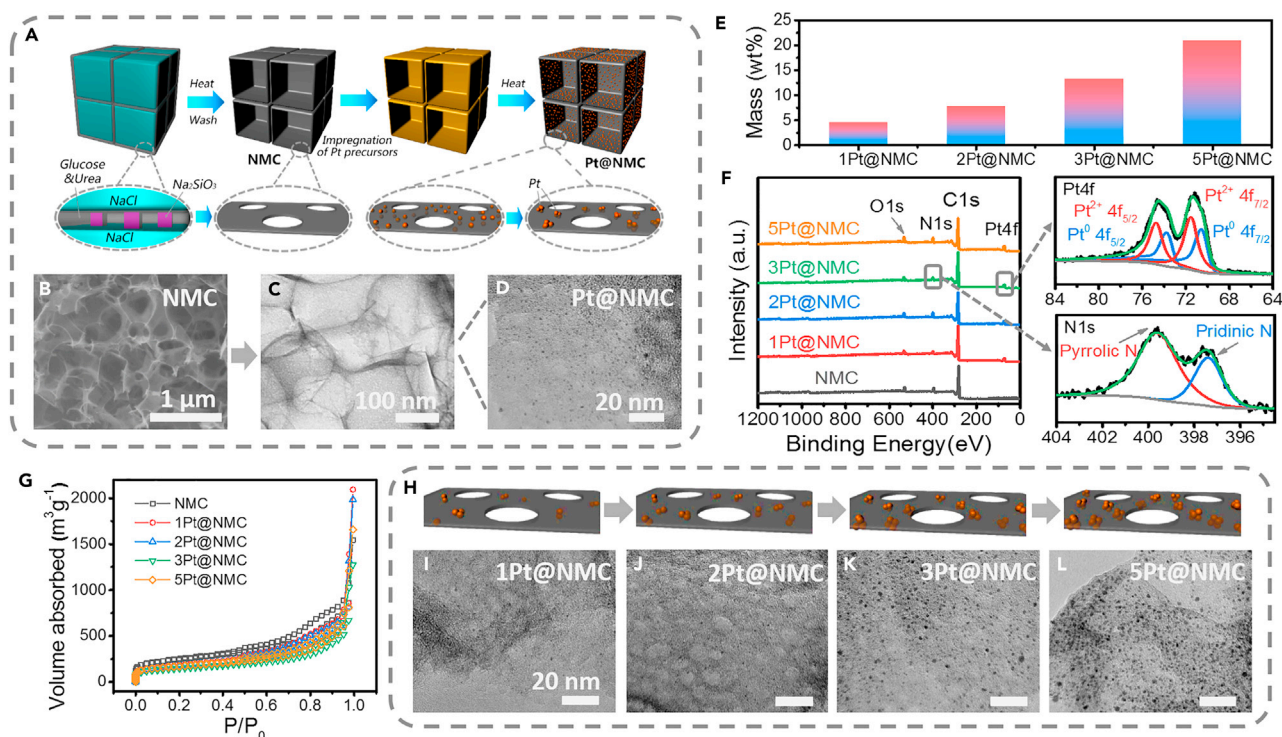 A
Heat
Wash
NMC
Impregnation
of Pt precursors
Heat
Pt@NMC
Glucose
&Urea
NaCl
Na₂SiO₃
NaCl
Pt
B
NMC
1 μm
C
100 nm
D
Pt@NMC
20 nm
E
Mass (wt%)
25
20
15
10
5
0
1Pt@NMC
2Pt@NMC
3Pt@NMC
5Pt@NMC
F
Intensity (a.u.)
O1s
N1s
C1s
Pt4f
5Pt@NMC
3Pt@NMC
2Pt@NMC
1Pt@NMC
NMC
1200
1000
800
600
400
200
0
Binding Energy(eV)
Pt4f
Pt²⁺ 4f₅/₂
Pt⁰ 4f₅/₂
Pt²⁺ 4f₇/₂
Pt⁰ 4f₇/₂
84
80
76
72
68
64
N1s
Pyrrolic N
Pridinic N
404
402
400
398
396
G
Volume absorbed (m³g⁻¹)
2000
1500
1000
500
0
NMC
1Pt@NMC
2Pt@NMC
3Pt@NMC
5Pt@NMC
0.0
0.2
0.4
0.6
0.8
1.0
P/P₀
H
I
1Pt@NMC
20 nm
J
2Pt@NMC
K
3Pt@NMC
L
5Pt@NMC